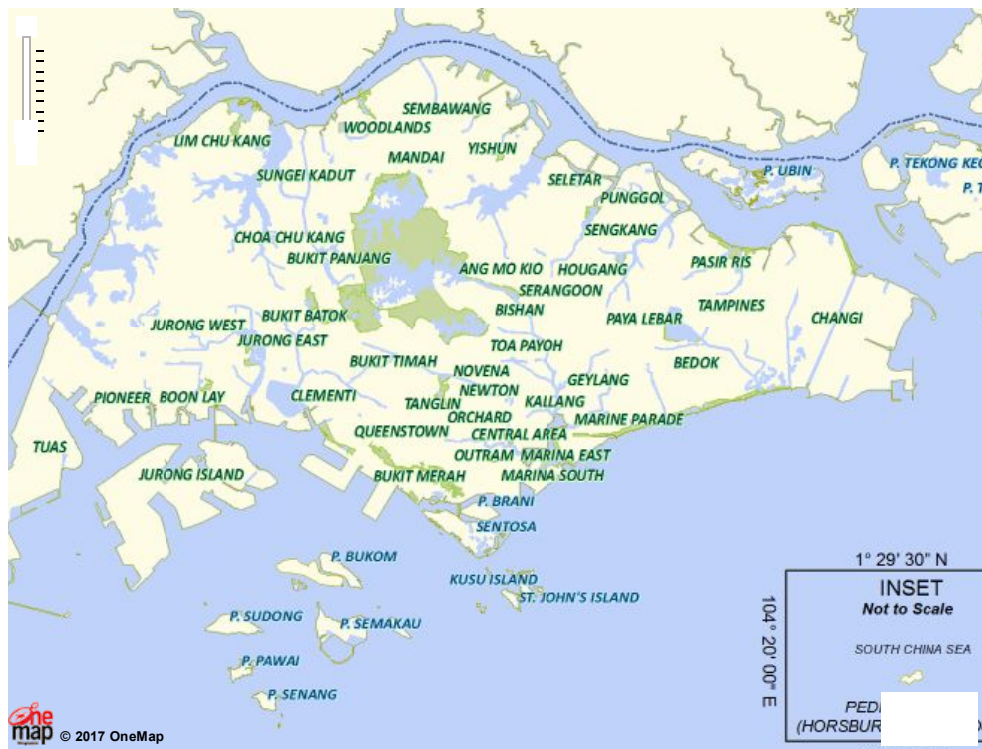 SEMBAWANG
WOODLANDS
LIM CHU KANG
YISHUN
MANDAI
P. TEKONG KEC
P. UBIN
SUNGEI KADUT
SELETAR
P. T
PUNGGOL
SENGKANG
CHOA CHU KANG
BUKIT PANJANG
PASIR RIS
ANG MO KIO
HOUGANG
SERANGOON
TAMPINES
BISHAN
BUKIT BATOK
PAYA LEBAR
CHANGI
JURONG WEST
JURONG EAST
TOA PAYOH
BUKIT TIMAH
BEDOK
NOVENA
GEYLANG
NEWTON
PIONEER
BOON LAY
CLEMENTI
TANGLIN
KALLANG
ORCHARD
MARINE PARADE
QUEENSTOWN
CENTRAL AREA
TUAS
OUTRAM
MARINA EAST
JURONG ISLAND
BUKIT MERAH
MARINA SOUTH
P. BRANI
SENTOSA
P. BUKOM
KUSU ISLAND
ST. JOHN'S ISLAND
P. SUDONG
P. SEMAKAU
P. PAWAI
P. SENANG
1° 29' 30" N
104° 20' 00" E
INSET
Not to Scale
SOUTH CHINA SEA
PED
(HORSBUR
One
map
© 2017 OneMap